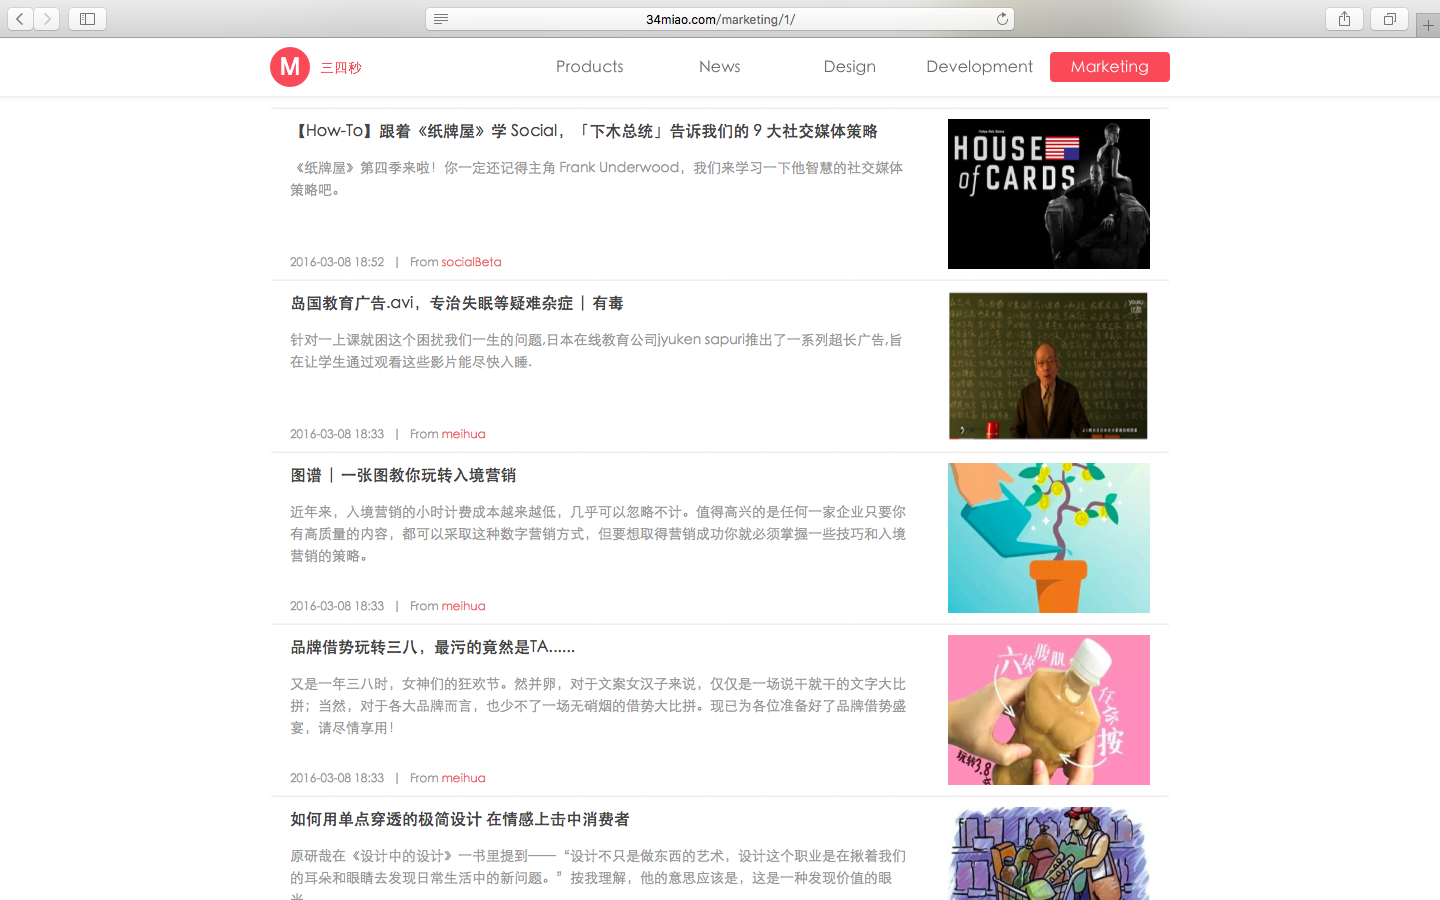 34miao.com/marketing/1/
M 三四秒 Products News Design Development Marketing
【How-To】跟着《纸牌屋》学 Social，「下木总统」告诉我们的 9 大社交媒体策略
《纸牌屋》第四季来啦！你一定还记得主角 Frank Underwood，我们来学习一下他智慧的社交媒体
策略吧。
2016-03-08 18:52 | From socialBeta
HOUSE
of CARDS
岛国教育广告.avi，专治失眠等疑难杂症 | 有毒
针对一上课就困这个困扰我们一生的问题,日本在线教育公司jyuken sapuri推出了一系列超长广告,旨
在让学生通过观看这些影片能尽快入睡.
2016-03-08 18:33 | From meihua
YOUKU
优酷
图谱 | 一张图教你玩转入境营销
近年来，入境营销的小时计费成本越来越低，几乎可以忽略不计。值得高兴的是任何一家企业只要你
有高质量的内容，都可以采取这种数字营销方式，但要想取得营销成功你就必须掌握一些技巧和入境
营销的策略。
2016-03-08 18:33 | From meihua
品牌借势玩转三八，最污的竟然是TA......
又是一年三八时，女神们的狂欢节。然并卵，对于文案女汉子来说，仅仅是一场说干就干的文字大比
拼；当然，对于各大品牌而言，也少不了一场无硝烟的借势大比拼。现已为各位准备好了品牌借势盛
宴，请尽情享用！
2016-03-08 18:33 | From meihua
六块腹肌
任你按
玩转3.8
如何用单点穿透的极简设计 在情感上击中消费者
原研哉在《设计中的设计》一书里提到——“设计不只是做东西的艺术，设计这个职业是在揪着我们
的耳朵和眼睛去发现日常生活中的新问题。”按我理解，他的意思应该是，这是一种发现价值的眼